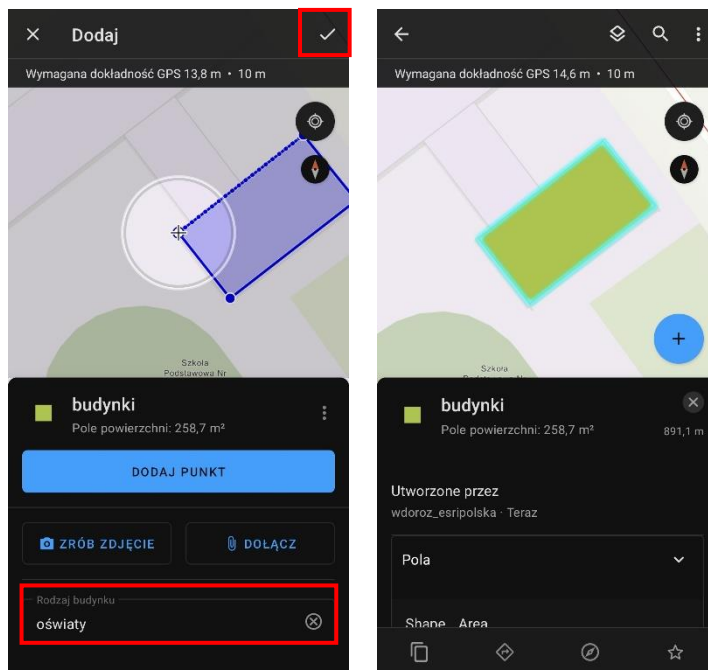 Dodaj
Wymagana dokładność GPS 13,8 m • 10 m
Szkoła
Podstawowa Nr
budynki
Pole powierzchni: 258,7 m²
DODAJ PUNKT
ZRÓB ZDJĘCIE
DOŁĄCZ
Rodzaj budynku
oświaty
Wymagana dokładność GPS 14,6 m • 10 m
Szkoła
budynki
Pole powierzchni: 258,7 m²
891,1 m
Utworzone przez
wdoroz_esripolska · Teraz
Pola
Shape__Area